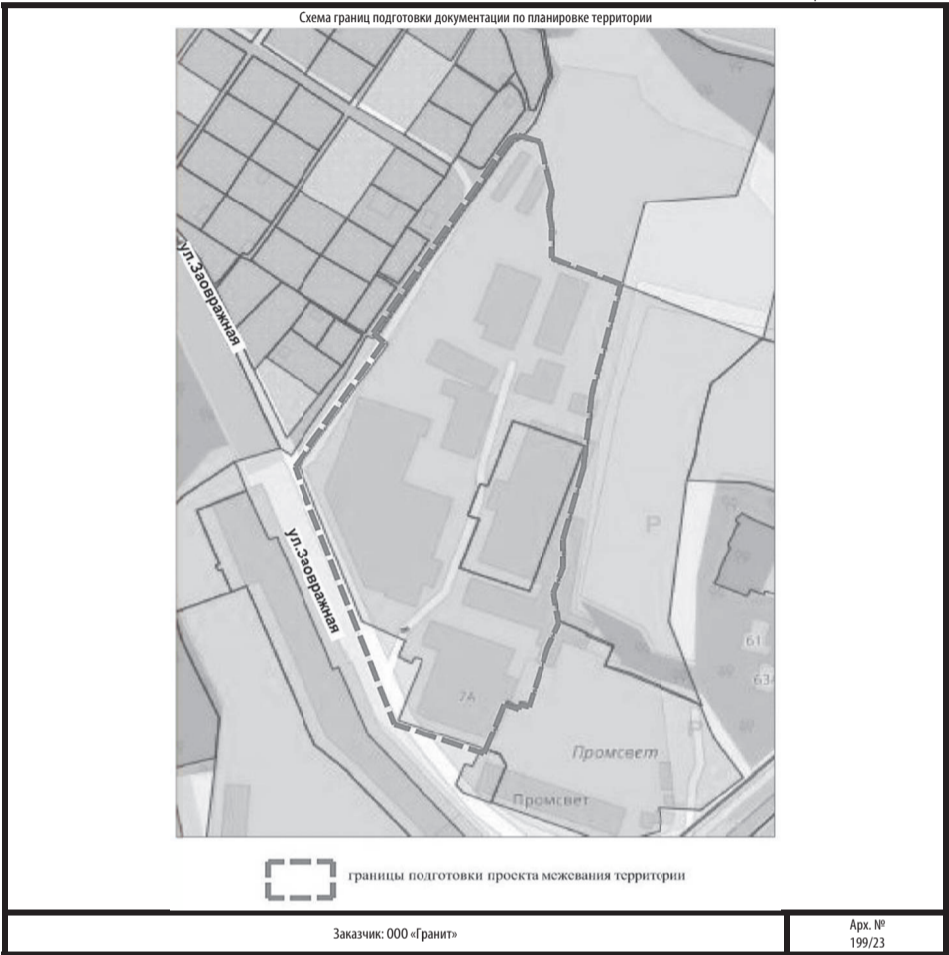 Схема границ подготовки документации по планировке территории
ул.Заовражная
ул.Заовражная
P
61
63
7А
P
Промсвет
Промсвет
границы подготовки проекта межевания территории
Заказчик: ООО «Гранит»
Арх. №
199/23